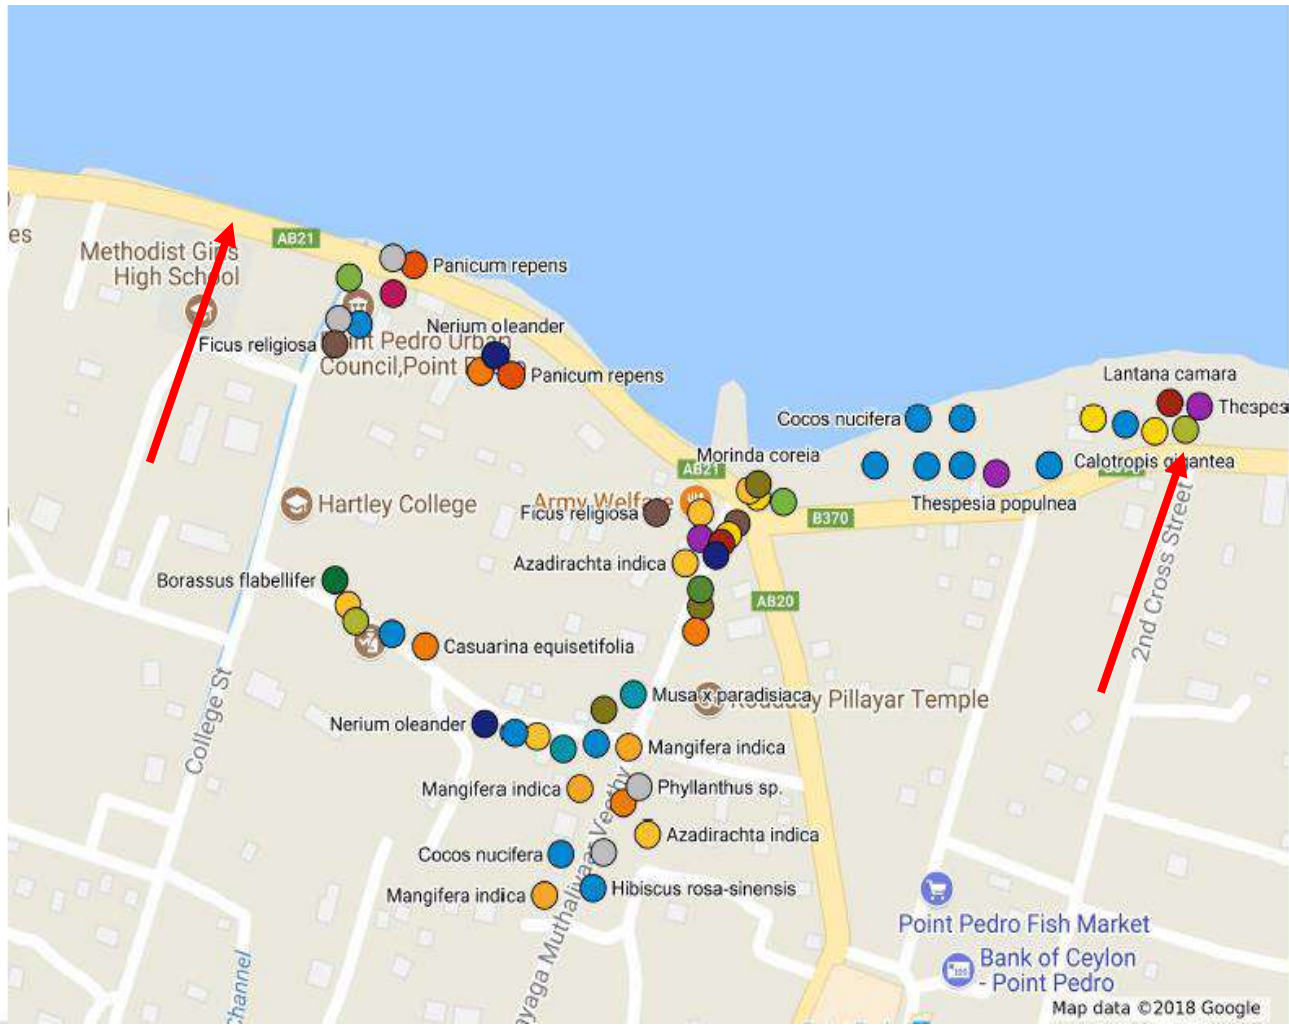 es
Methodist Girls
High School
AB21
Panicum repens
Nerium oleander
Ficus religiosa
Point Pedro Urban
Council,Point
Panicum repens
Lantana camara
Thespes
Cocos nucifera
Morinda coreia
AB21
Calotropis gigantea
Thespesia populnea
Hartley College
Army Welfare
Ficus religiosa
B370
Azadirachta indica
Borassus flabellifer
AB20
Casuarina equisetifolia
2nd Cross Street
College St
Musa x paradisiaca
Pillayar Temple
Nerium oleander
Mangifera indica
Mangifera indica
Phyllanthus sp.
Azadirachta indica
Cocos nucifera
Hibiscus rosa-sinensis
Mangifera indica
Point Pedro Fish Market
Bank of Ceylon
- Point Pedro
Channel
Map data ©2018 Google